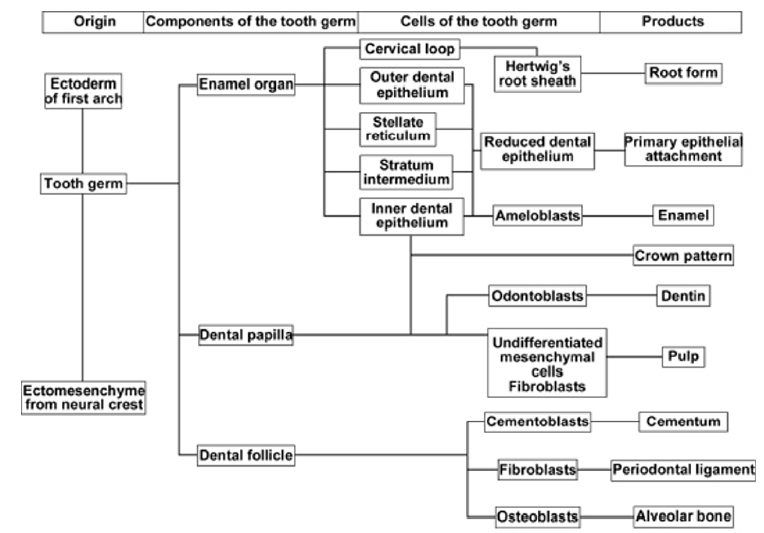 Origin
Components of the tooth germ
Cells of the tooth germ
Products
Ectoderm
of first arch
Tooth germ
Ectomesenchyme
from neural crest
Enamel organ
Dental papilla
Dental follicle
Cervical loop
Outer dental
epithelium
Stellate
reticulum
Stratum
intermedium
Inner dental
epithelium
Hertwig's
root sheath
Reduced dental
epithelium
Ameloblasts
Odontoblasts
Undifferentiated
mesenchymal
cells
Fibroblasts
Cementoblasts
Fibroblasts
Osteoblasts
Root form
Primary epithelial
attachment
Enamel
Crown pattern
Dentin
Pulp
Cementum
Periodontal ligament
Alveolar bone